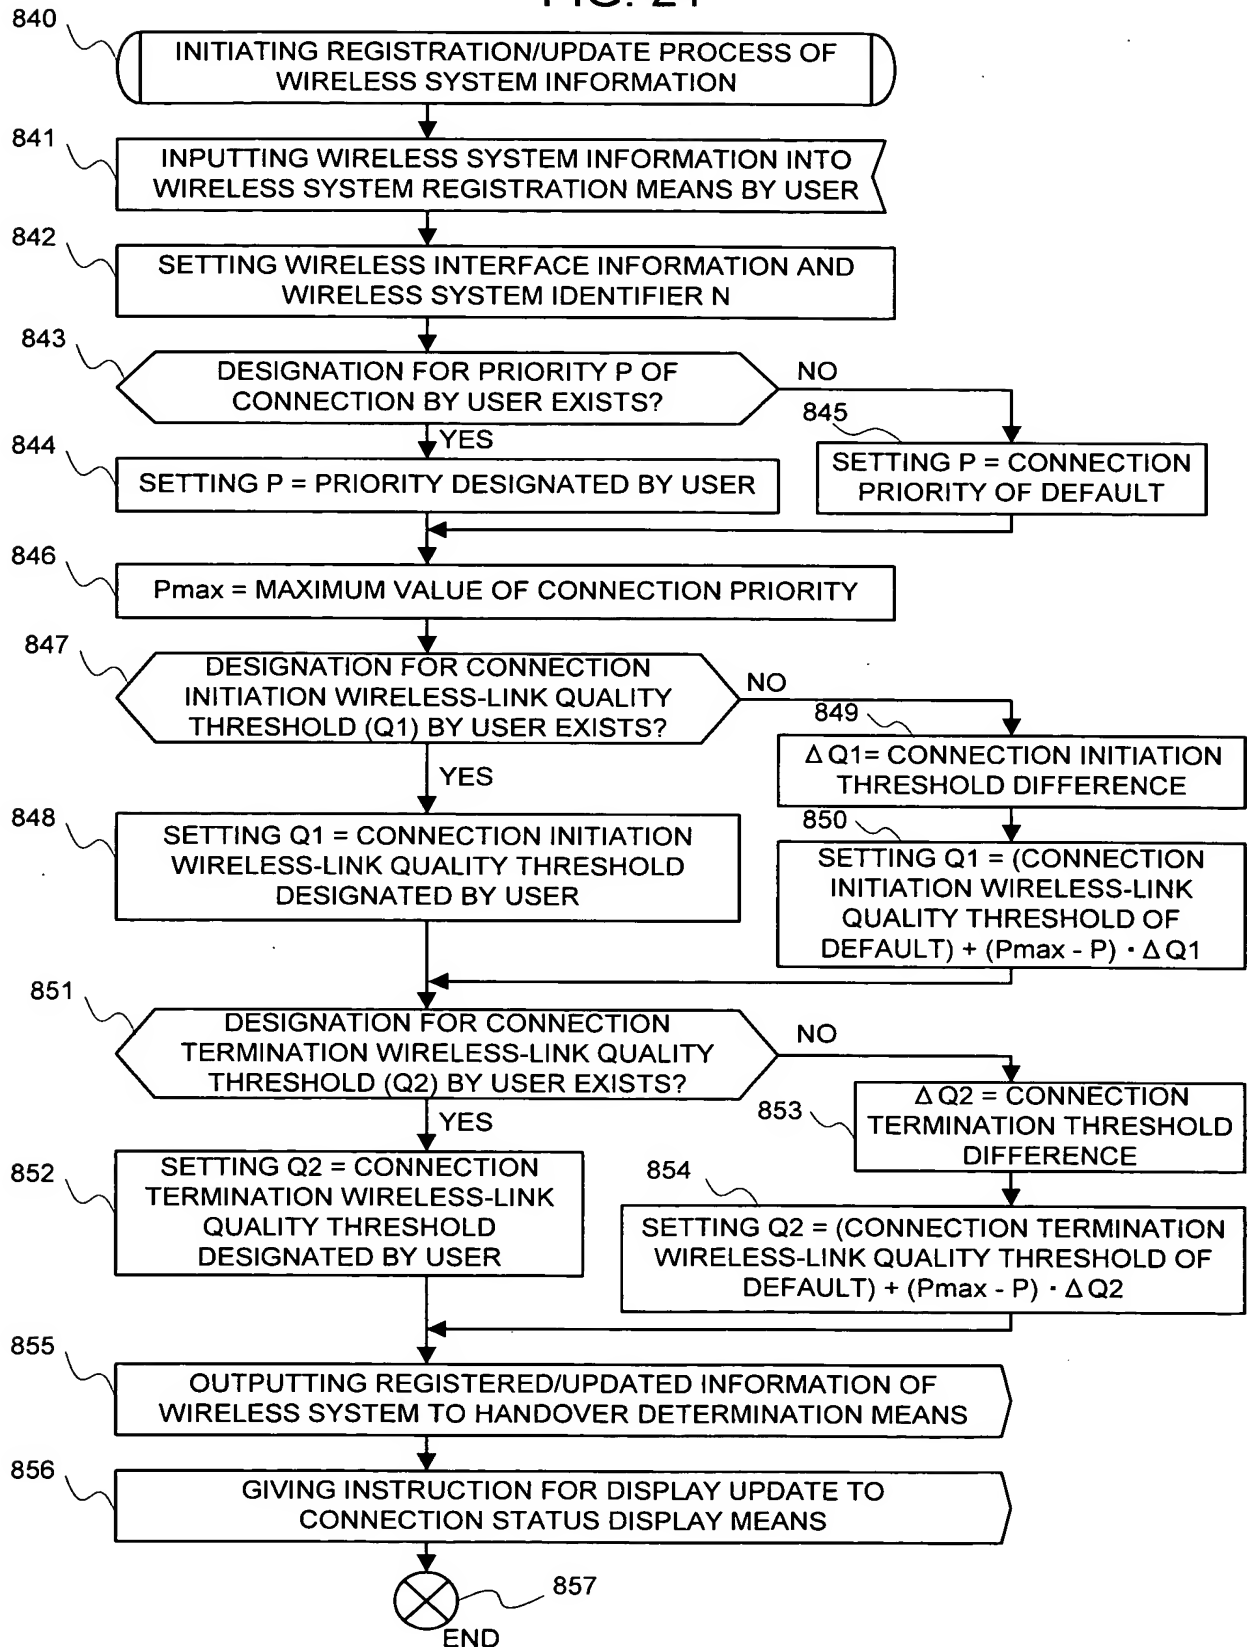 840
INITIATING REGISTRATION/UPDATE PROCESS OF
WIRELESS SYSTEM INFORMATION
841
INPUTTING WIRELESS SYSTEM INFORMATION INTO
WIRELESS SYSTEM REGISTRATION MEANS BY USER
842
SETTING WIRELESS INTERFACE INFORMATION AND
WIRELESS SYSTEM IDENTIFIER N
843
DESIGNATION FOR PRIORITY P OF
CONNECTION BY USER EXISTS?
NO
YES
844
SETTING P = PRIORITY DESIGNATED BY USER
845
SETTING P = CONNECTION
PRIORITY OF DEFAULT
846
Pmax = MAXIMUM VALUE OF CONNECTION PRIORITY
847
DESIGNATION FOR CONNECTION
INITIATION WIRELESS-LINK QUALITY
THRESHOLD (Q1) BY USER EXISTS?
NO
YES
849
Δ Q1= CONNECTION INITIATION
THRESHOLD DIFFERENCE
848
SETTING Q1 = CONNECTION INITIATION
WIRELESS-LINK QUALITY THRESHOLD
DESIGNATED BY USER
850
SETTING Q1 = (CONNECTION
INITIATION WIRELESS-LINK
QUALITY THRESHOLD OF
DEFAULT) + (Pmax - P) · Δ Q1
851
DESIGNATION FOR CONNECTION
TERMINATION WIRELESS-LINK QUALITY
THRESHOLD (Q2) BY USER EXISTS?
NO
YES
853
Δ Q2 = CONNECTION
TERMINATION THRESHOLD
DIFFERENCE
852
SETTING Q2 = CONNECTION
TERMINATION WIRELESS-LINK
QUALITY THRESHOLD
DESIGNATED BY USER
854
SETTING Q2 = (CONNECTION TERMINATION
WIRELESS-LINK QUALITY THRESHOLD OF
DEFAULT) + (Pmax - P) · Δ Q2
855
OUTPUTTING REGISTERED/UPDATED INFORMATION OF
WIRELESS SYSTEM TO HANDOVER DETERMINATION MEANS
856
GIVING INSTRUCTION FOR DISPLAY UPDATE TO
CONNECTION STATUS DISPLAY MEANS
857
END